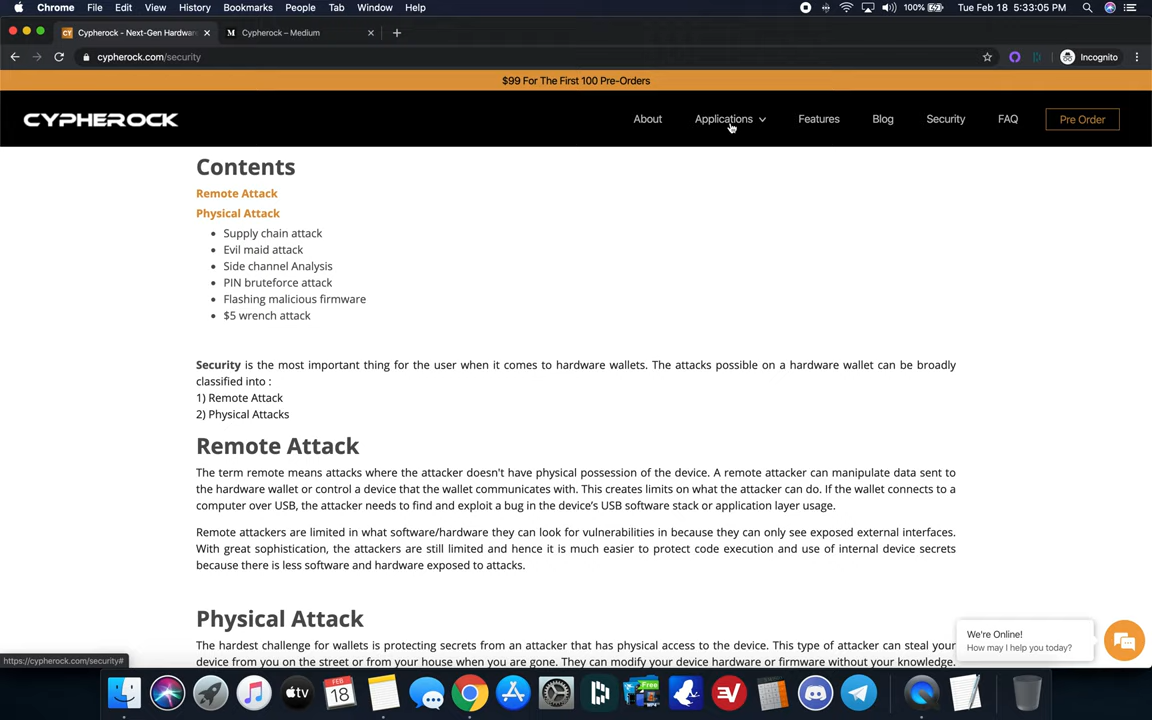 Chrome File Edit View History Bookmarks People Tab Window Help 100% Tue Feb 18 5:33:05 PM
Cypherock - Next-Gen Hardwar Cypherock – Medium
cypherock.com/security Incognito
$99 For The First 100 Pre-Orders
CYPHEROCK About Applications Features Blog Security FAQ Pre Order
Contents
Remote Attack
Physical Attack
• Supply chain attack
• Evil maid attack
• Side channel Analysis
• PIN bruteforce attack
• Flashing malicious firmware
• $5 wrench attack
Security is the most important thing for the user when it comes to hardware wallets. The attacks possible on a hardware wallet can be broadly
classified into :
1) Remote Attack
2) Physical Attacks
Remote Attack
The term remote means attacks where the attacker doesn't have physical possession of the device. A remote attacker can manipulate data sent to
the hardware wallet or control a device that the wallet communicates with. This creates limits on what the attacker can do. If the wallet connects to a
computer over USB, the attacker needs to find and exploit a bug in the device's USB software stack or application layer usage.
Remote attackers are limited in what software/hardware they can look for vulnerabilities in because they can only see exposed external interfaces.
With great sophistication, the attackers are still limited and hence it is much easier to protect code execution and use of internal device secrets
because there is less software and hardware exposed to attacks.
Physical Attack
The hardest challenge for wallets is protecting secrets from an attacker that has physical access to the device. This type of attacker can steal your
device from you on the street or from your house when you are gone. They can modify your device hardware or firmware without your knowledge.
We're Online!
How may I help you today?
https://cypherock.com/security#
tv
FEB
18
Free
MP4